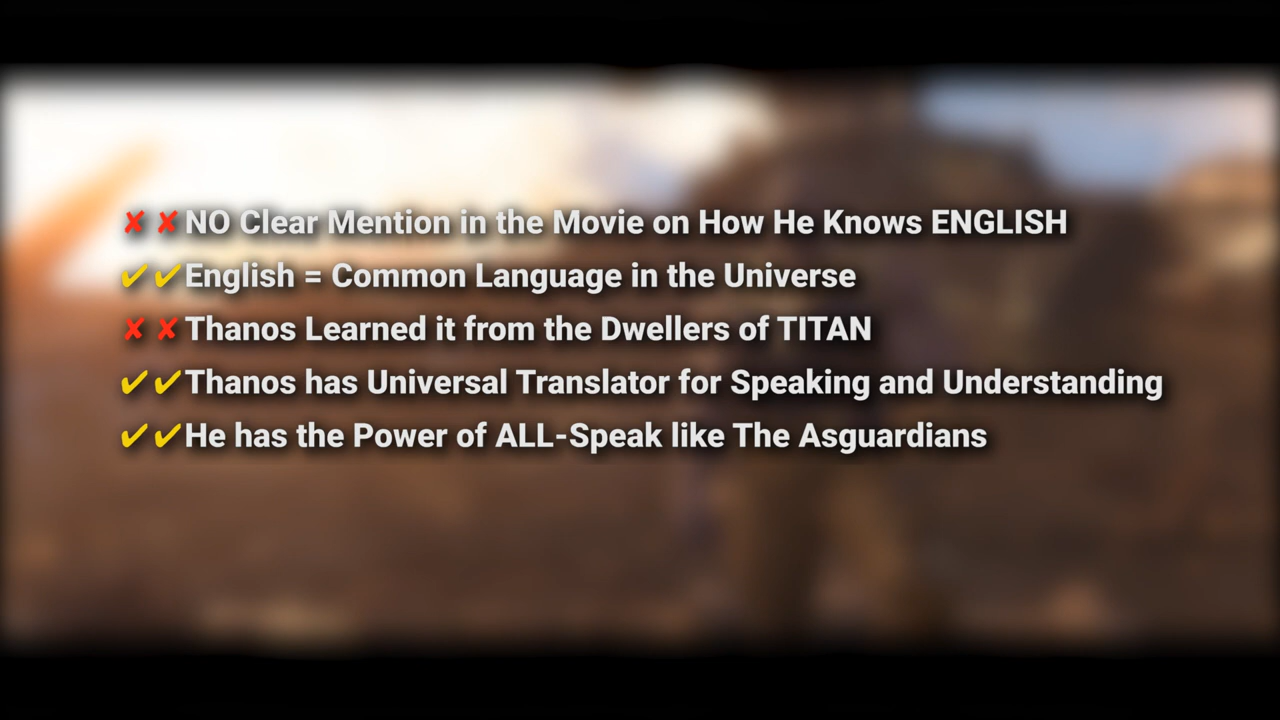 ✘ ✘ NO Clear Mention in the Movie on How He Knows ENGLISH
✔✔English = Common Language in the Universe
✘ ✘ Thanos Learned it from the Dwellers of TITAN
✔✔Thanos has Universal Translator for Speaking and Understanding
✔✔He has the Power of ALL-Speak like The Asguardians